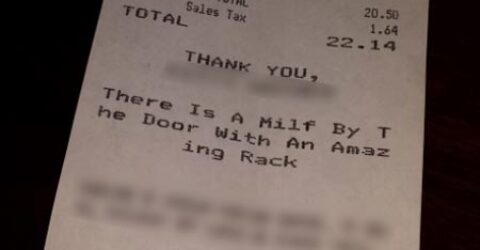 20.50
Sales Tax 1.64
TOTAL 22.14
THANK YOU,
There Is A Milf By T
he Door With An Amaz
ing Rack